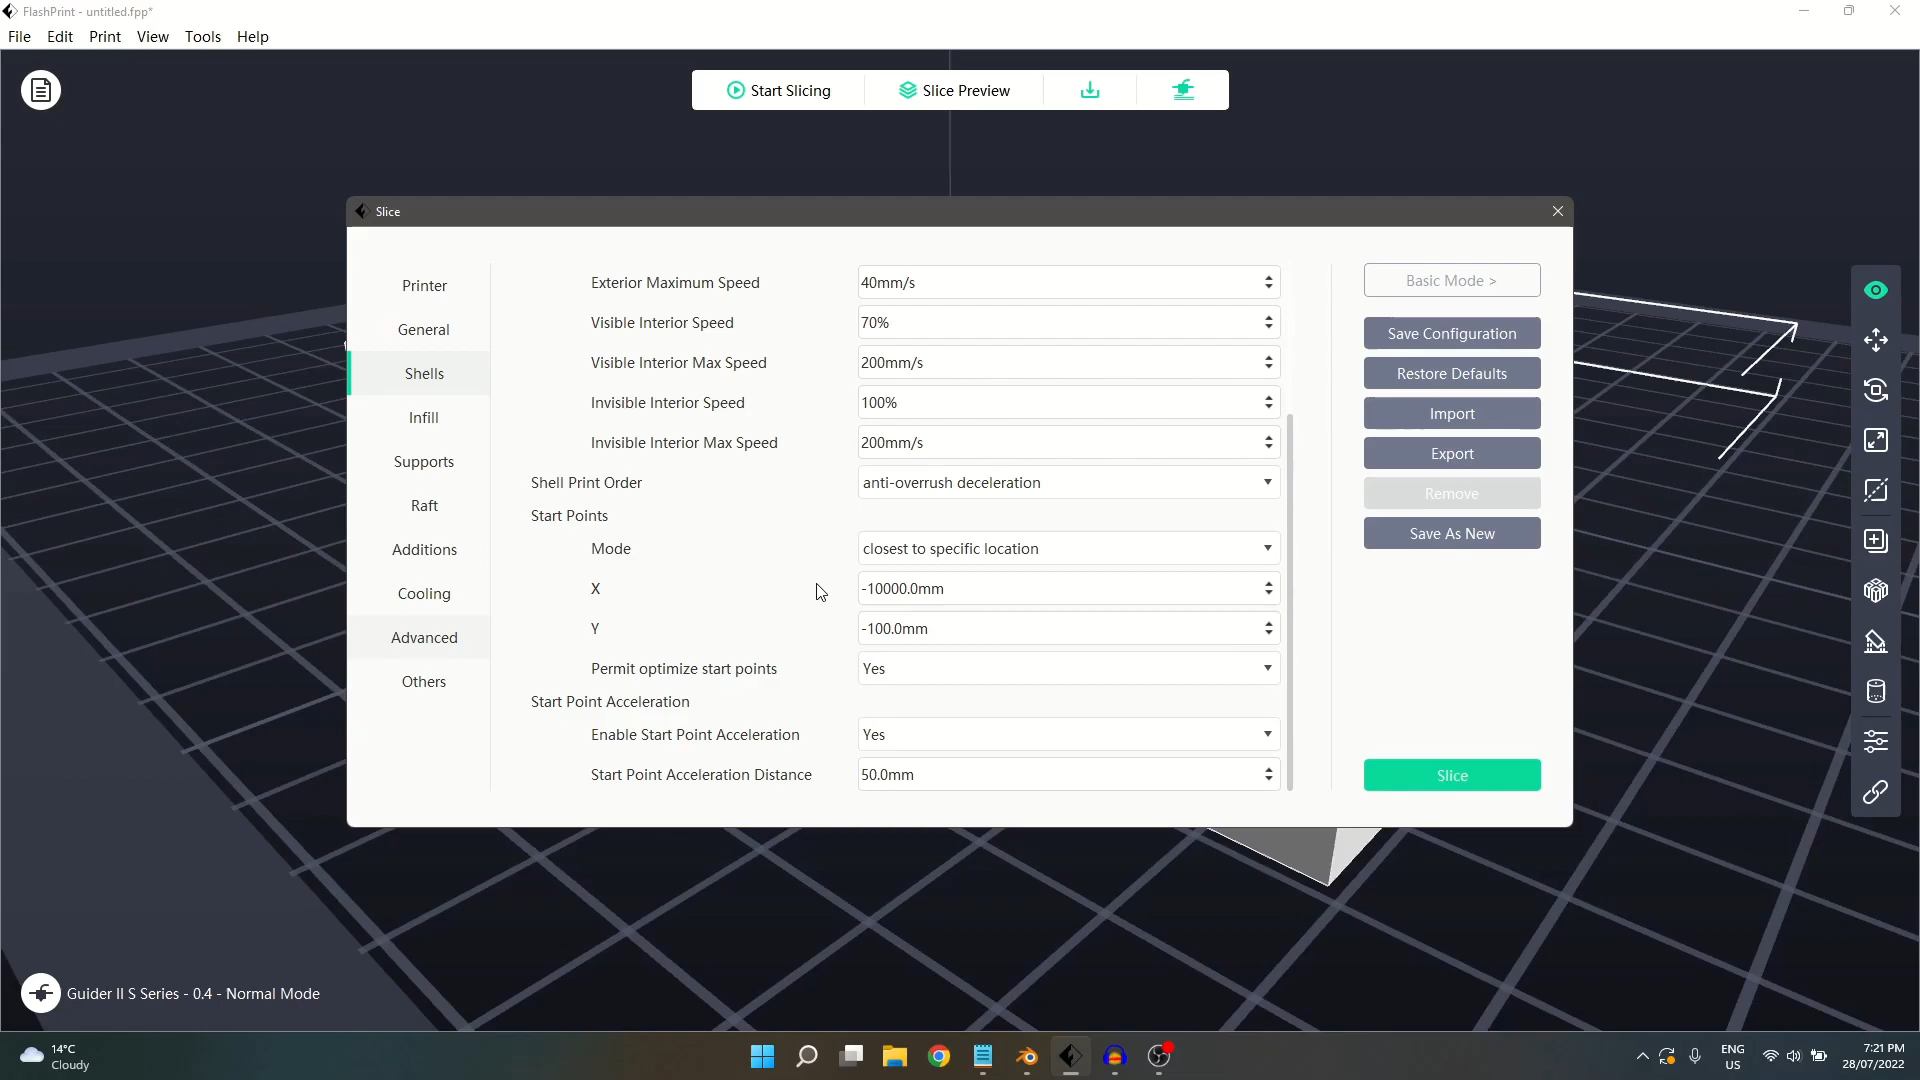 FlashPrint - untitled.fpp*
File Edit Print View Tools Help
Start Slicing Slice Preview
Slice
Printer
General
Shells
Infill
Supports
Raft
Additions
Cooling
Advanced
Others
Exterior Maximum Speed 40mm/s
Visible Interior Speed 70%
Visible Interior Max Speed 200mm/s
Invisible Interior Speed 100%
Invisible Interior Max Speed 200mm/s
Shell Print Order anti-overrush deceleration
Start Points
Mode closest to specific location
X -10000.0mm
Y -100.0mm
Permit optimize start points Yes
Start Point Acceleration
Enable Start Point Acceleration Yes
Start Point Acceleration Distance 50.0mm
Basic Mode >
Save Configuration
Restore Defaults
Import
Export
Remove
Save As New
Slice
Guider II S Series - 0.4 - Normal Mode
14°C
Cloudy
ENG
US
7:21 PM
28/07/2022